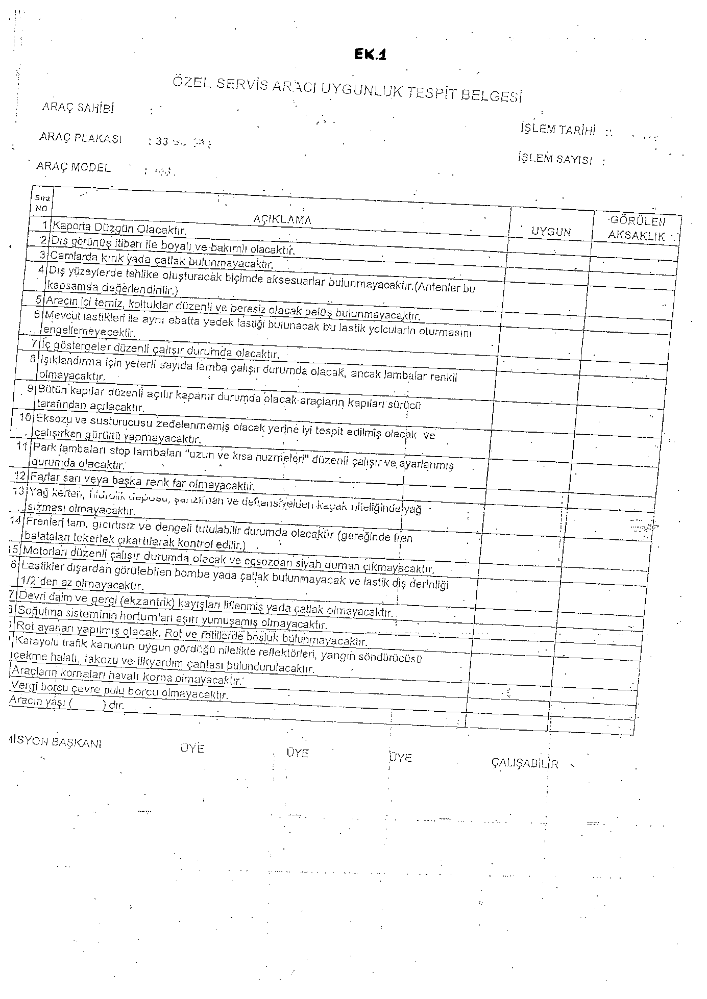 EK.1
ÖZEL SERVİS ARACI UYGUNLUK TESPİT BELGESİ
ARAÇ SAHİBİ :
İŞLEM TARİHİ :
ARAÇ PLAKASI : 33
İŞLEM SAYISI :
ARAÇ MODEL :
Sıra NO AÇIKLAMA UYGUN GÖRÜLEN AKSAKLIK
1 Kaporta Düzgün Olacaktır.
2 Dış görünüş itibarı ile boyalı ve bakımlı olacaktır.
3 Camlarda kırık yada çatlak bulunmayacaktır.
4 Dış yüzeylerde tehlike oluşturacak biçimde aksesuarlar bulunmayacaktır.(Antenler bu
kapsamda değerlendirilir.)
5 Aracın içi temiz, koltuklar düzenli ve beresiz olacak pelüş bulunmayacaktır.
6 Mevcut lastikleri ile aynı ebatta yedek lastiği bulunacak bu lastik yolcuların oturmasını
engellemeyecektir.
7 İç göstergeler düzenli çalışır durumda olacaktır.
8 Işıklandırma için yeterli sayıda lamba çalışır durumda olacak, ancak lambalar renkli
olmayacaktır.
9 Bütün kapılar düzenli açılır kapanır durumda olacak araçların kapıları sürücü
tarafından açılacaktır.
10 Eksozu ve susturucusu zedelenmemiş olacak yerine iyi tespit edilmiş olacak ve
çalışırken gürültü yapmayacaktır.
11 Park lambaları stop lambaları "uzun ve kısa huzmeleri" düzenli çalışır ve ayarlanmış
durumda olacaktır.
12 Farlar sarı veya başka renk far olmayacaktır.
13 Yağ karteri, hidrolik deposu, şanzıman ve defransiyelden kaçak niteliğinde yağ
sızması olmayacaktır.
14 Frenleri tam, gıcırtısız ve dengeli tutulabilir durumda olacaktır (gereğinde fren
balataları tekerlek çıkartılarak kontrol edilir.)
15 Motorları düzenli çalışır durumda olacak ve egsozdan siyah duman çıkmayacaktır.
6 Lastikler dışardan görülebilen bombe yada çatlak bulunmayacak ve lastik diş derinliği
1/2'den az olmayacaktır.
7 Devri daim ve gergi (ekzantrik) kayışları liflenmiş yada çatlak olmayacaktır.
Soğutma sisteminin hortumları aşırı yumuşamış olmayacaktır.
Rot ayarları yapılmış olacak. Rot ve rotillerde boşluk bulunmayacaktır.
Karayolu trafik kanunun uygun gördüğü niletikte reflektörleri, yangın söndürücüsü
çekme halatı, takozu ve ilkyardım çantası bulundurulacaktır.
Araçların kornaları havalı korna olmayacaktır.
Vergi borcu çevre pulu borcu olmayacaktır.
Aracın yaşı ( ) dır.
MİSYON BAŞKANI ÜYE ÜYE ÜYE ÇALIŞABİLİR